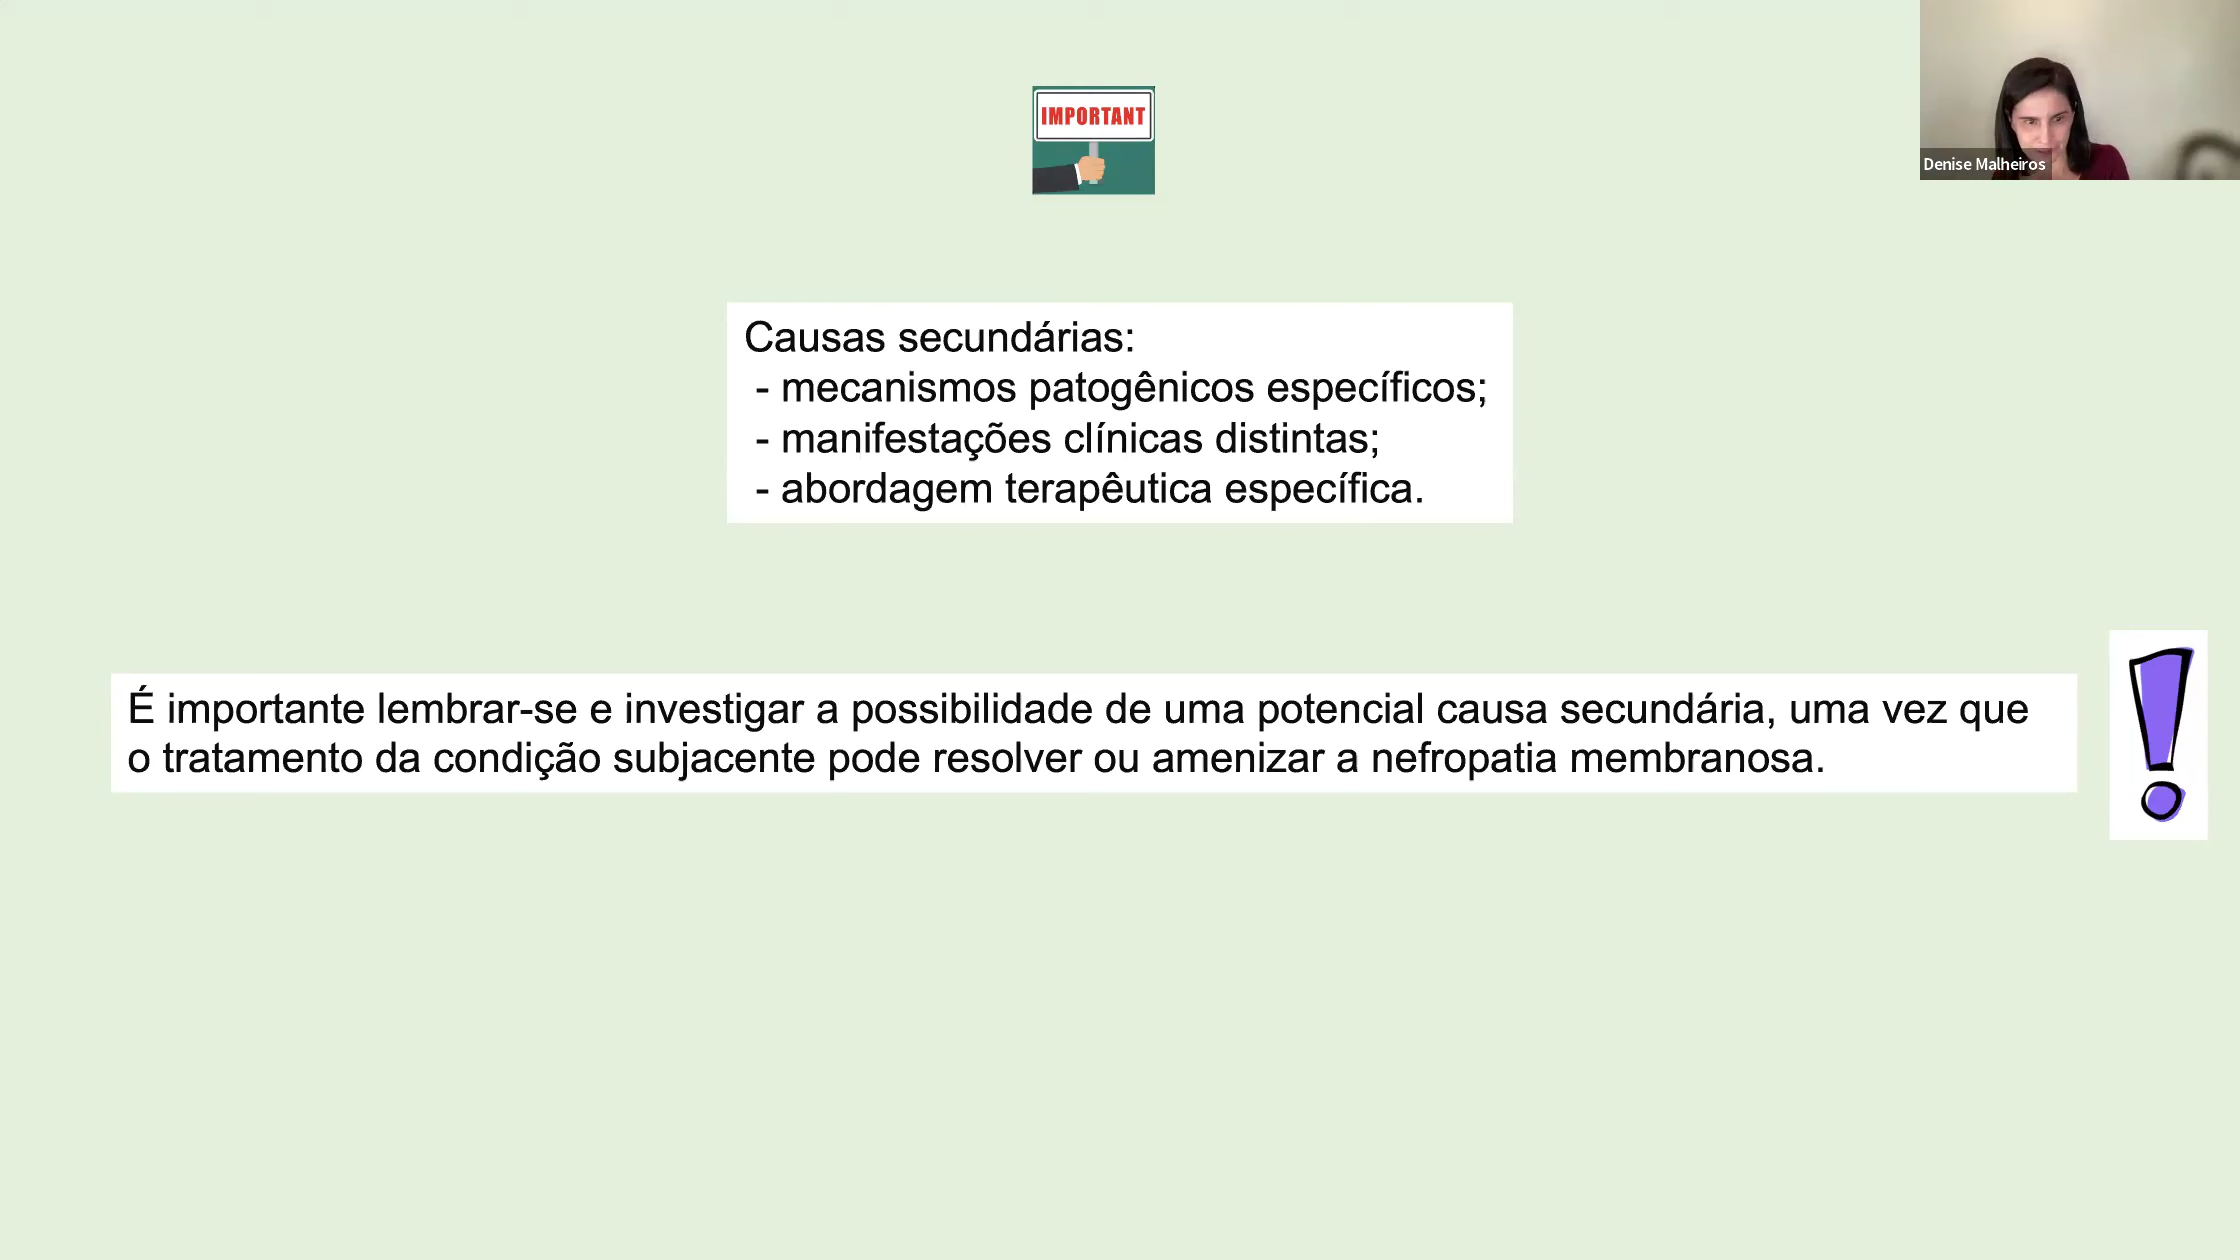 IMPORTANT
Denise Malheiros
Causas secundárias:
- mecanismos patogênicos específicos;
- manifestações clínicas distintas;
- abordagem terapêutica específica.
É importante lembrar-se e investigar a possibilidade de uma potencial causa secundária, uma vez que
o tratamento da condição subjacente pode resolver ou amenizar a nefropatia membranosa.